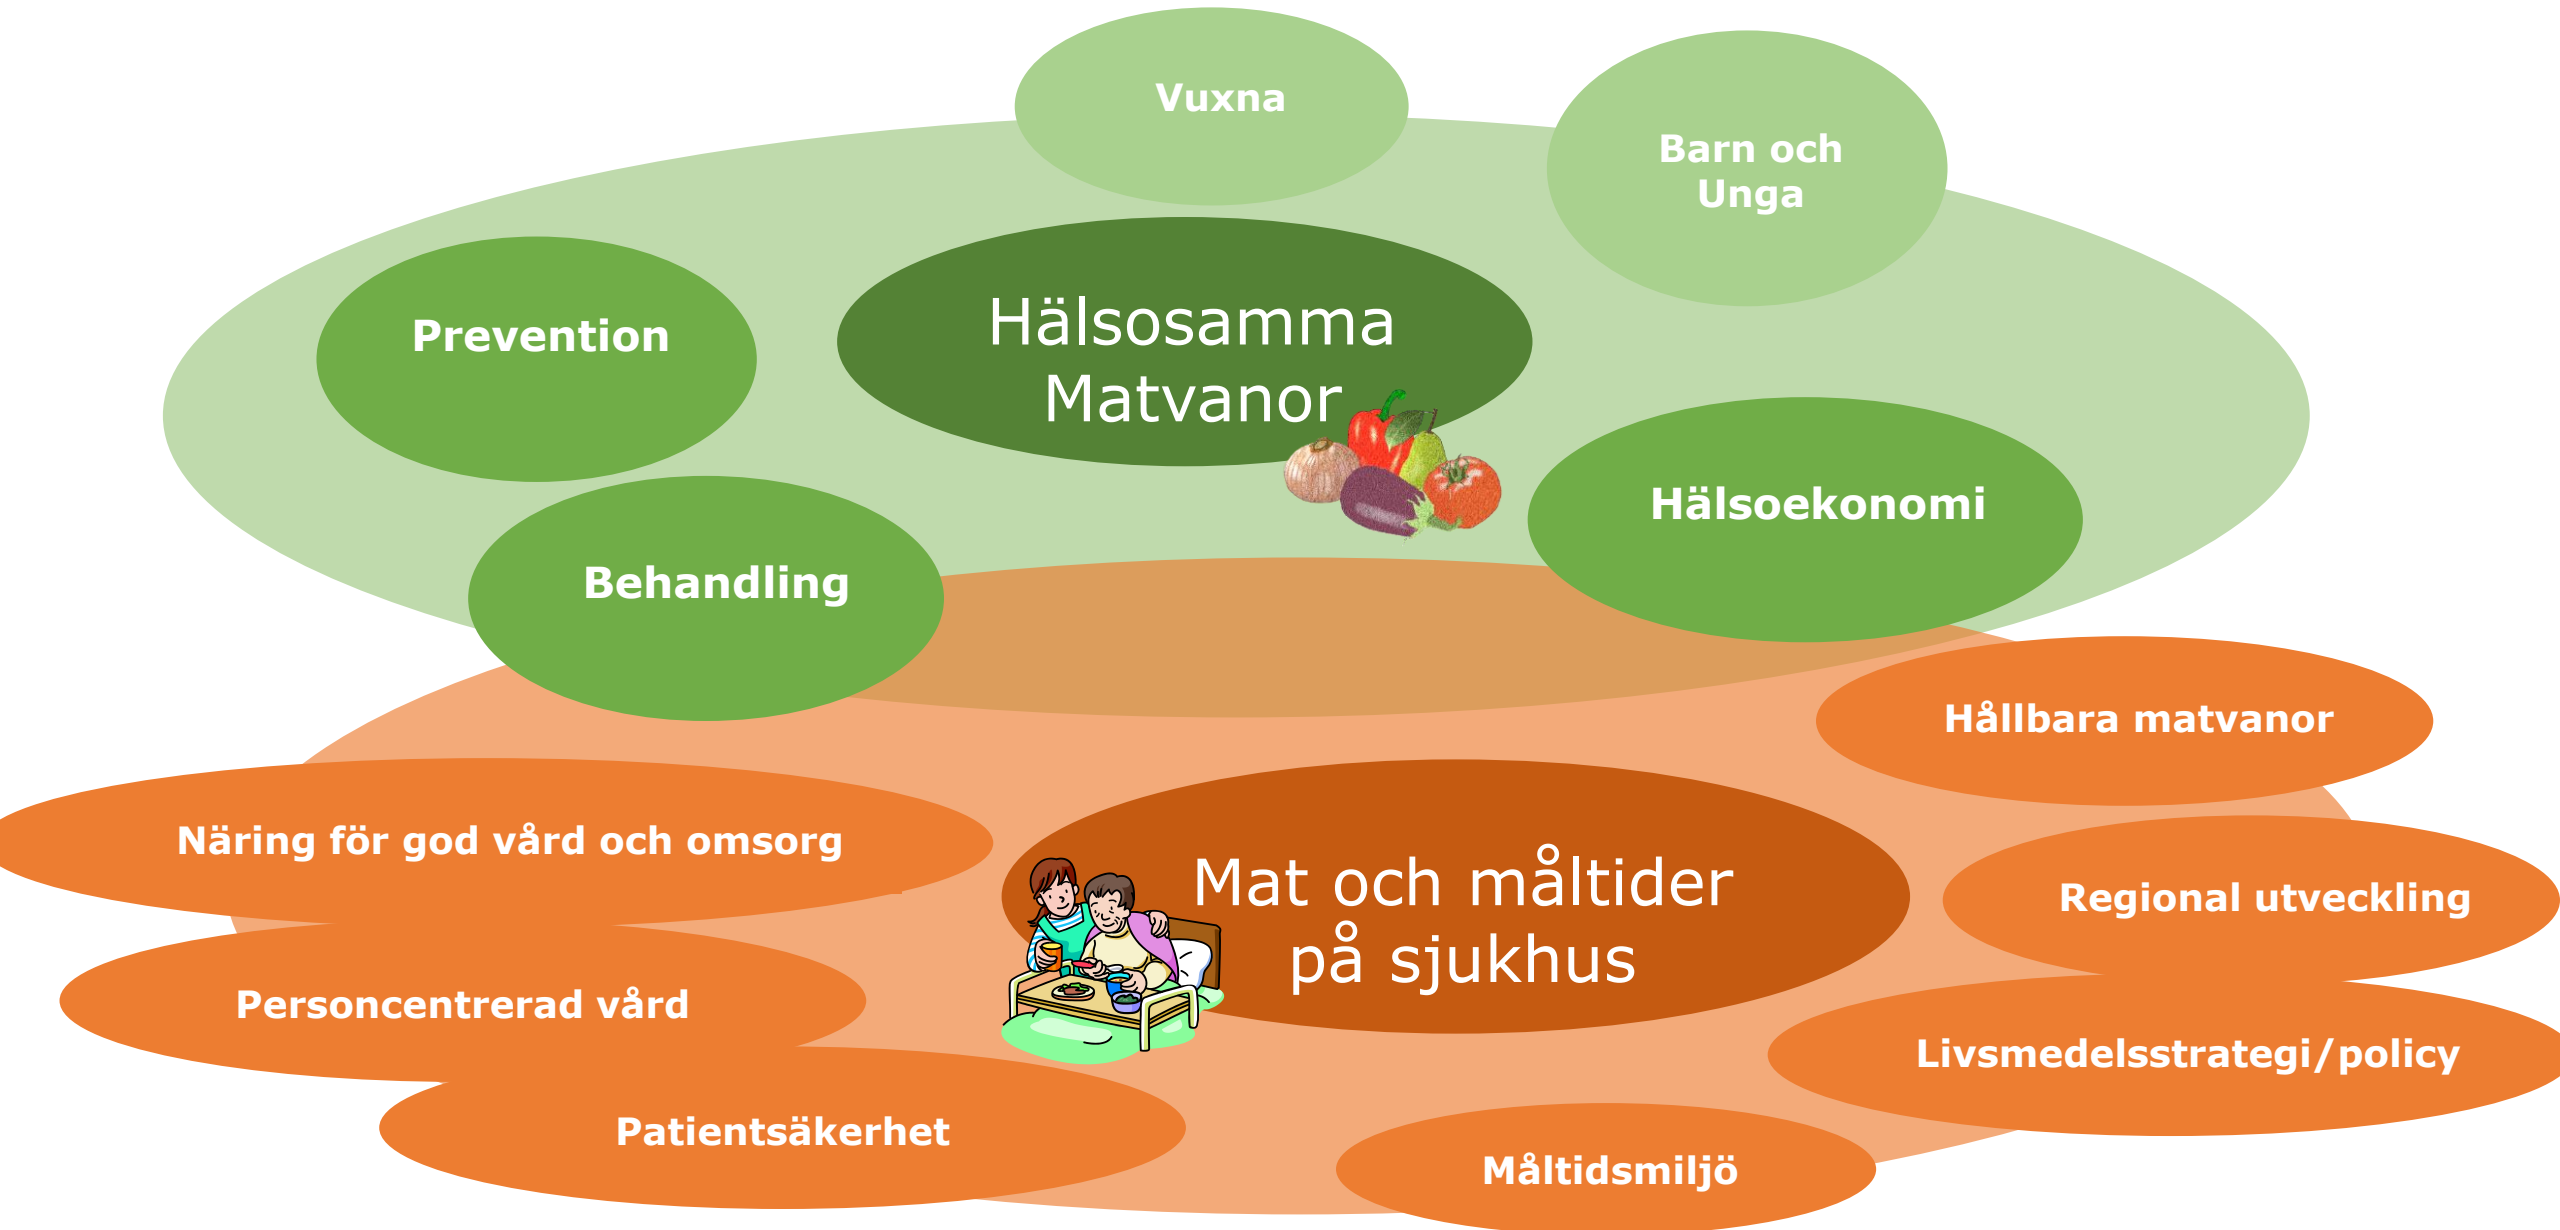 Vuxna
Barn och
Unga
Prevention
Hälsosamma
Matvanor
Hälsoekonomi
Behandling
Hållbara matvanor
Näring för god vård och omsorg
Mat och måltider
på sjukhus
Regional utveckling
Personcentrerad vård
Livsmedelsstrategi/policy
Patientsäkerhet
Måltidsmiljö